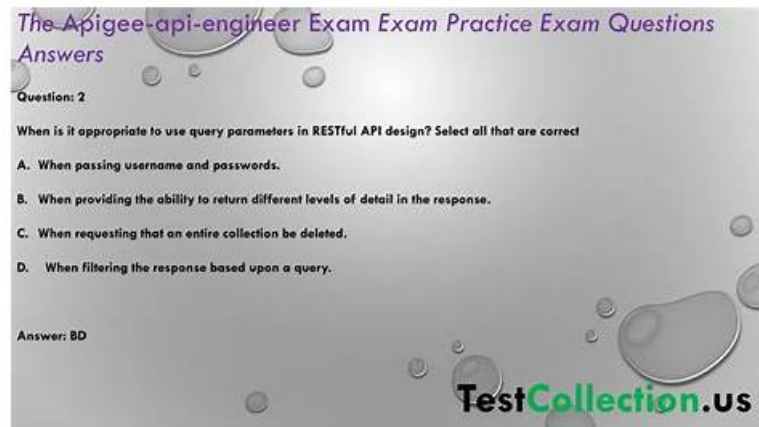 The Apigee-api-engineer Exam Exam Practice Exam Questions
Answers
Question: 2
When is it appropriate to use query parameters in RESTful API design? Select all that are correct
A. When passing username and passwords.
B. When providing the ability to return different levels of detail in the response.
C. When requesting that an entire collection be deleted.
D. When filtering the response based upon a query.
Answer: BD
TestCollection.us